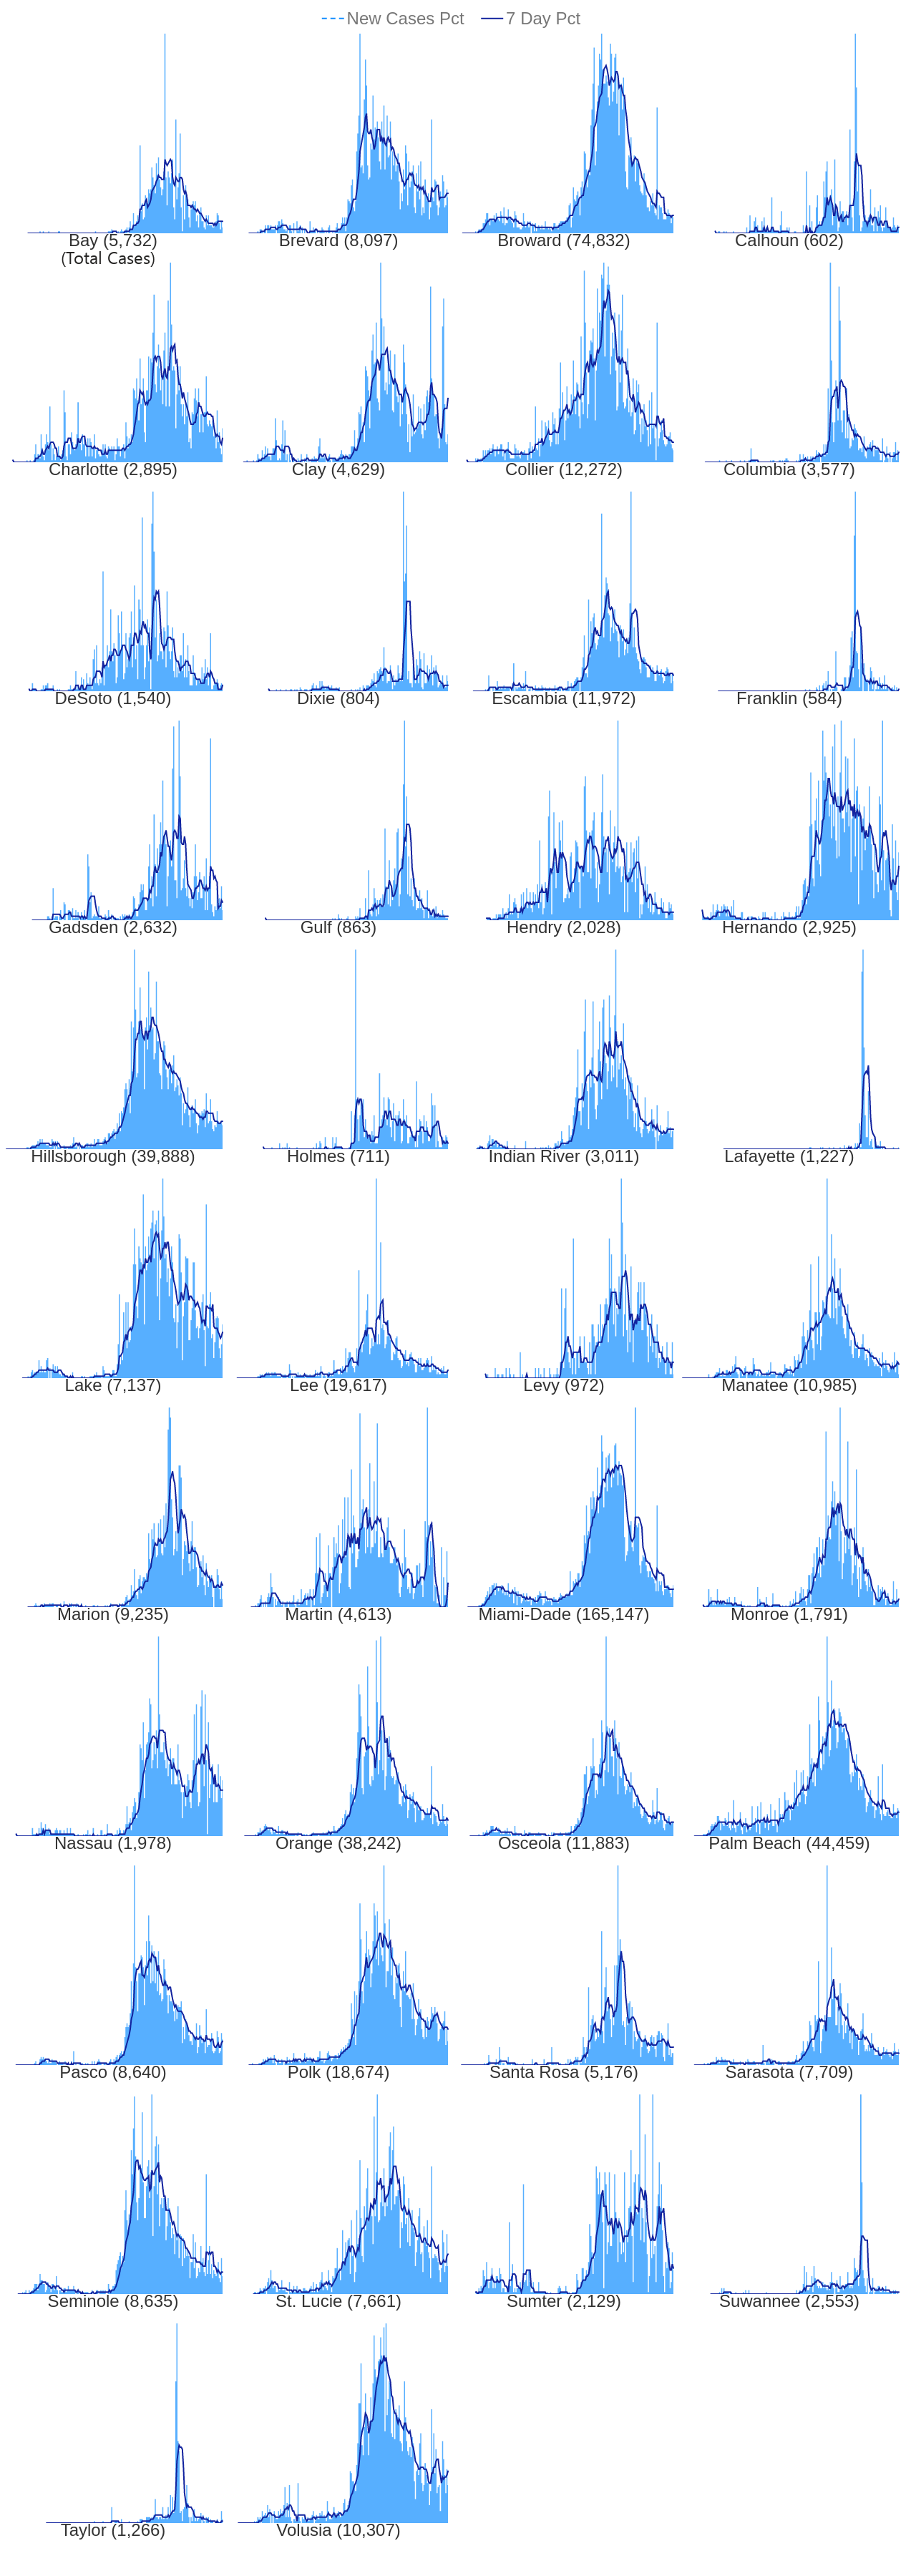 New Cases Pct 7 Day Pct
Bay (5,732) Brevard (8,097) Broward (74,832) Calhoun (602)
(Total Cases)
Charlotte (2,895) Clay (4,629) Collier (12,272) Columbia (3,577)
DeSoto (1,540) Dixie (804) Escambia (11,972) Franklin (584)
Gadsden (2,632) Gulf (863) Hendry (2,028) Hernando (2,925)
Hillsborough (39,888) Holmes (711) Indian River (3,011) Lafayette (1,227)
Lake (7,137) Lee (19,617) Levy (972) Manatee (10,985)
Marion (9,235) Martin (4,613) Miami-Dade (165,147) Monroe (1,791)
Nassau (1,978) Orange (38,242) Osceola (11,883) Palm Beach (44,459)
Pasco (8,640) Polk (18,674) Santa Rosa (5,176) Sarasota (7,709)
Seminole (8,635) St. Lucie (7,661) Sumter (2,129) Suwannee (2,553)
Taylor (1,266) Volusia (10,307)